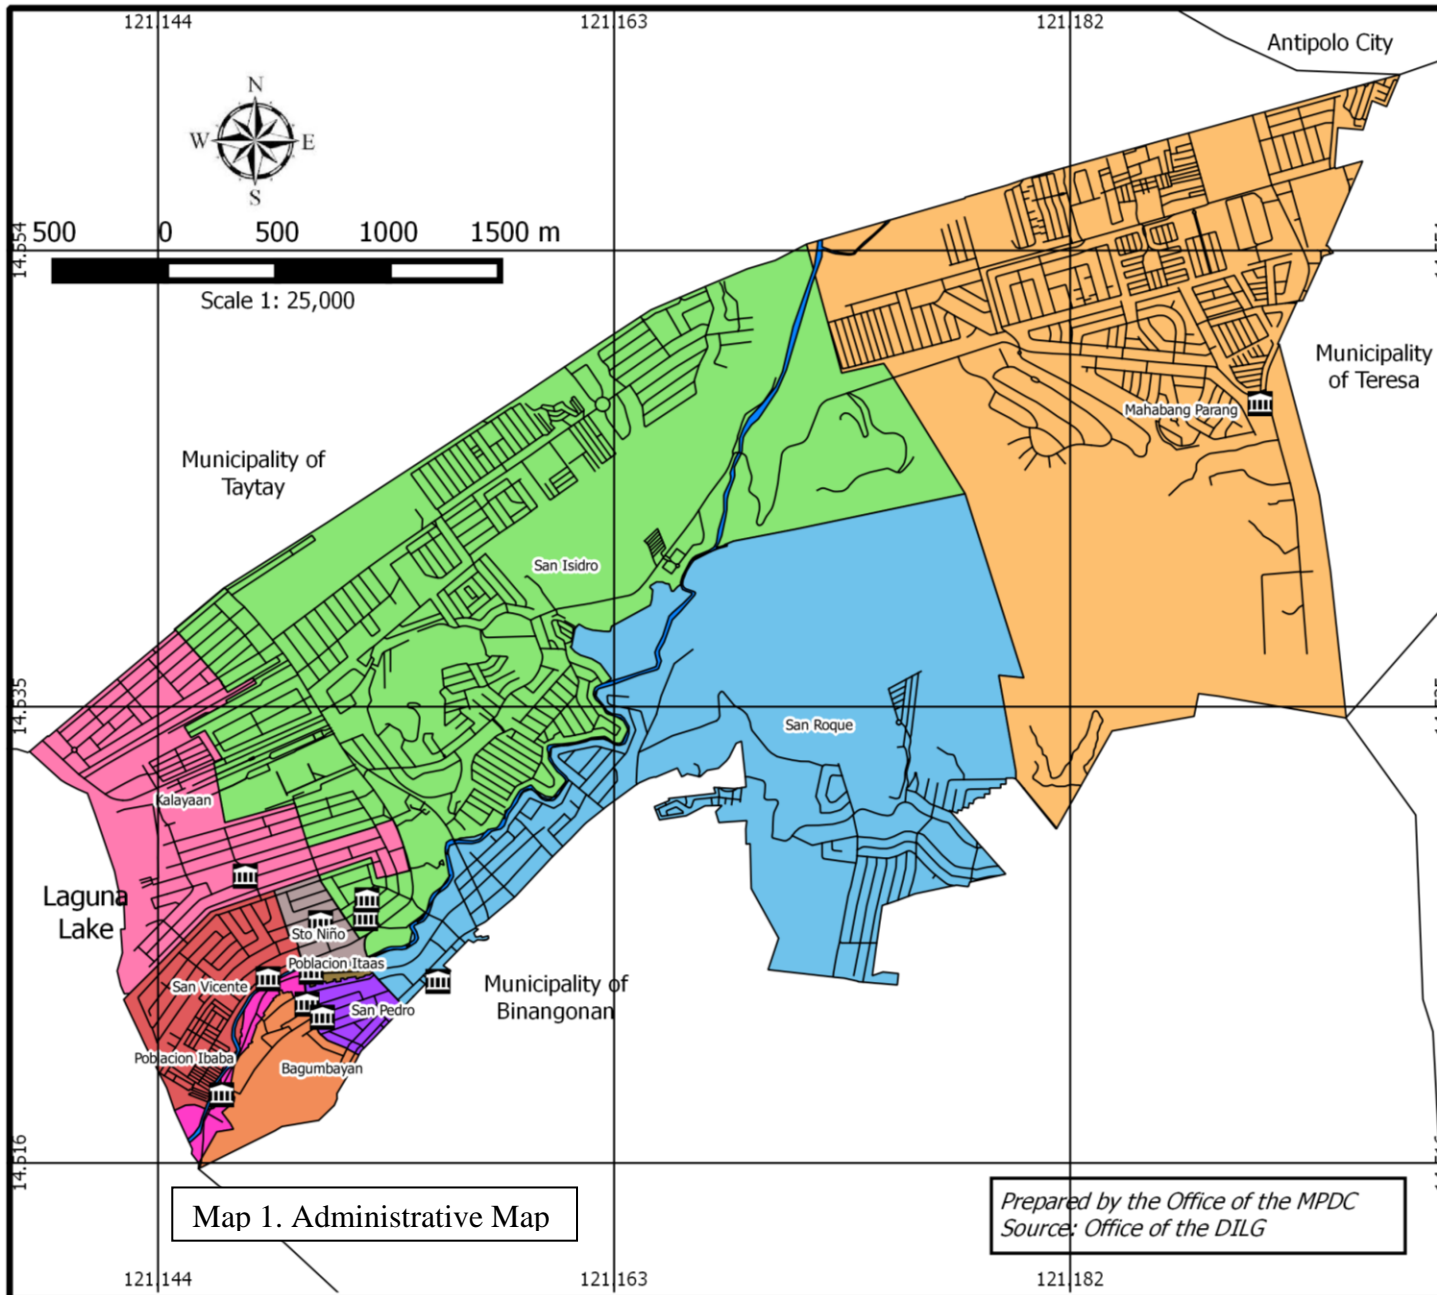 121.144
121.163
121.182
Antipolo City
N
W
E
S
14.554
500 0 500 1000 1500 m
Scale 1: 25,000
Municipality
of Teresa
Mahabang Parang
Municipality of
Taytay
San Isidro
14.535
San Roque
Kalayaan
Laguna
Lake
Sto Niño
Poblacion Itaas
San Vicente
Municipality of
Binangonan
San Pedro
Poblacion Ibaba
Bagumbayan
14.516
Map 1. Administrative Map
Prepared by the Office of the MPDC
Source: Office of the DILG
121.144
121.163
121.182